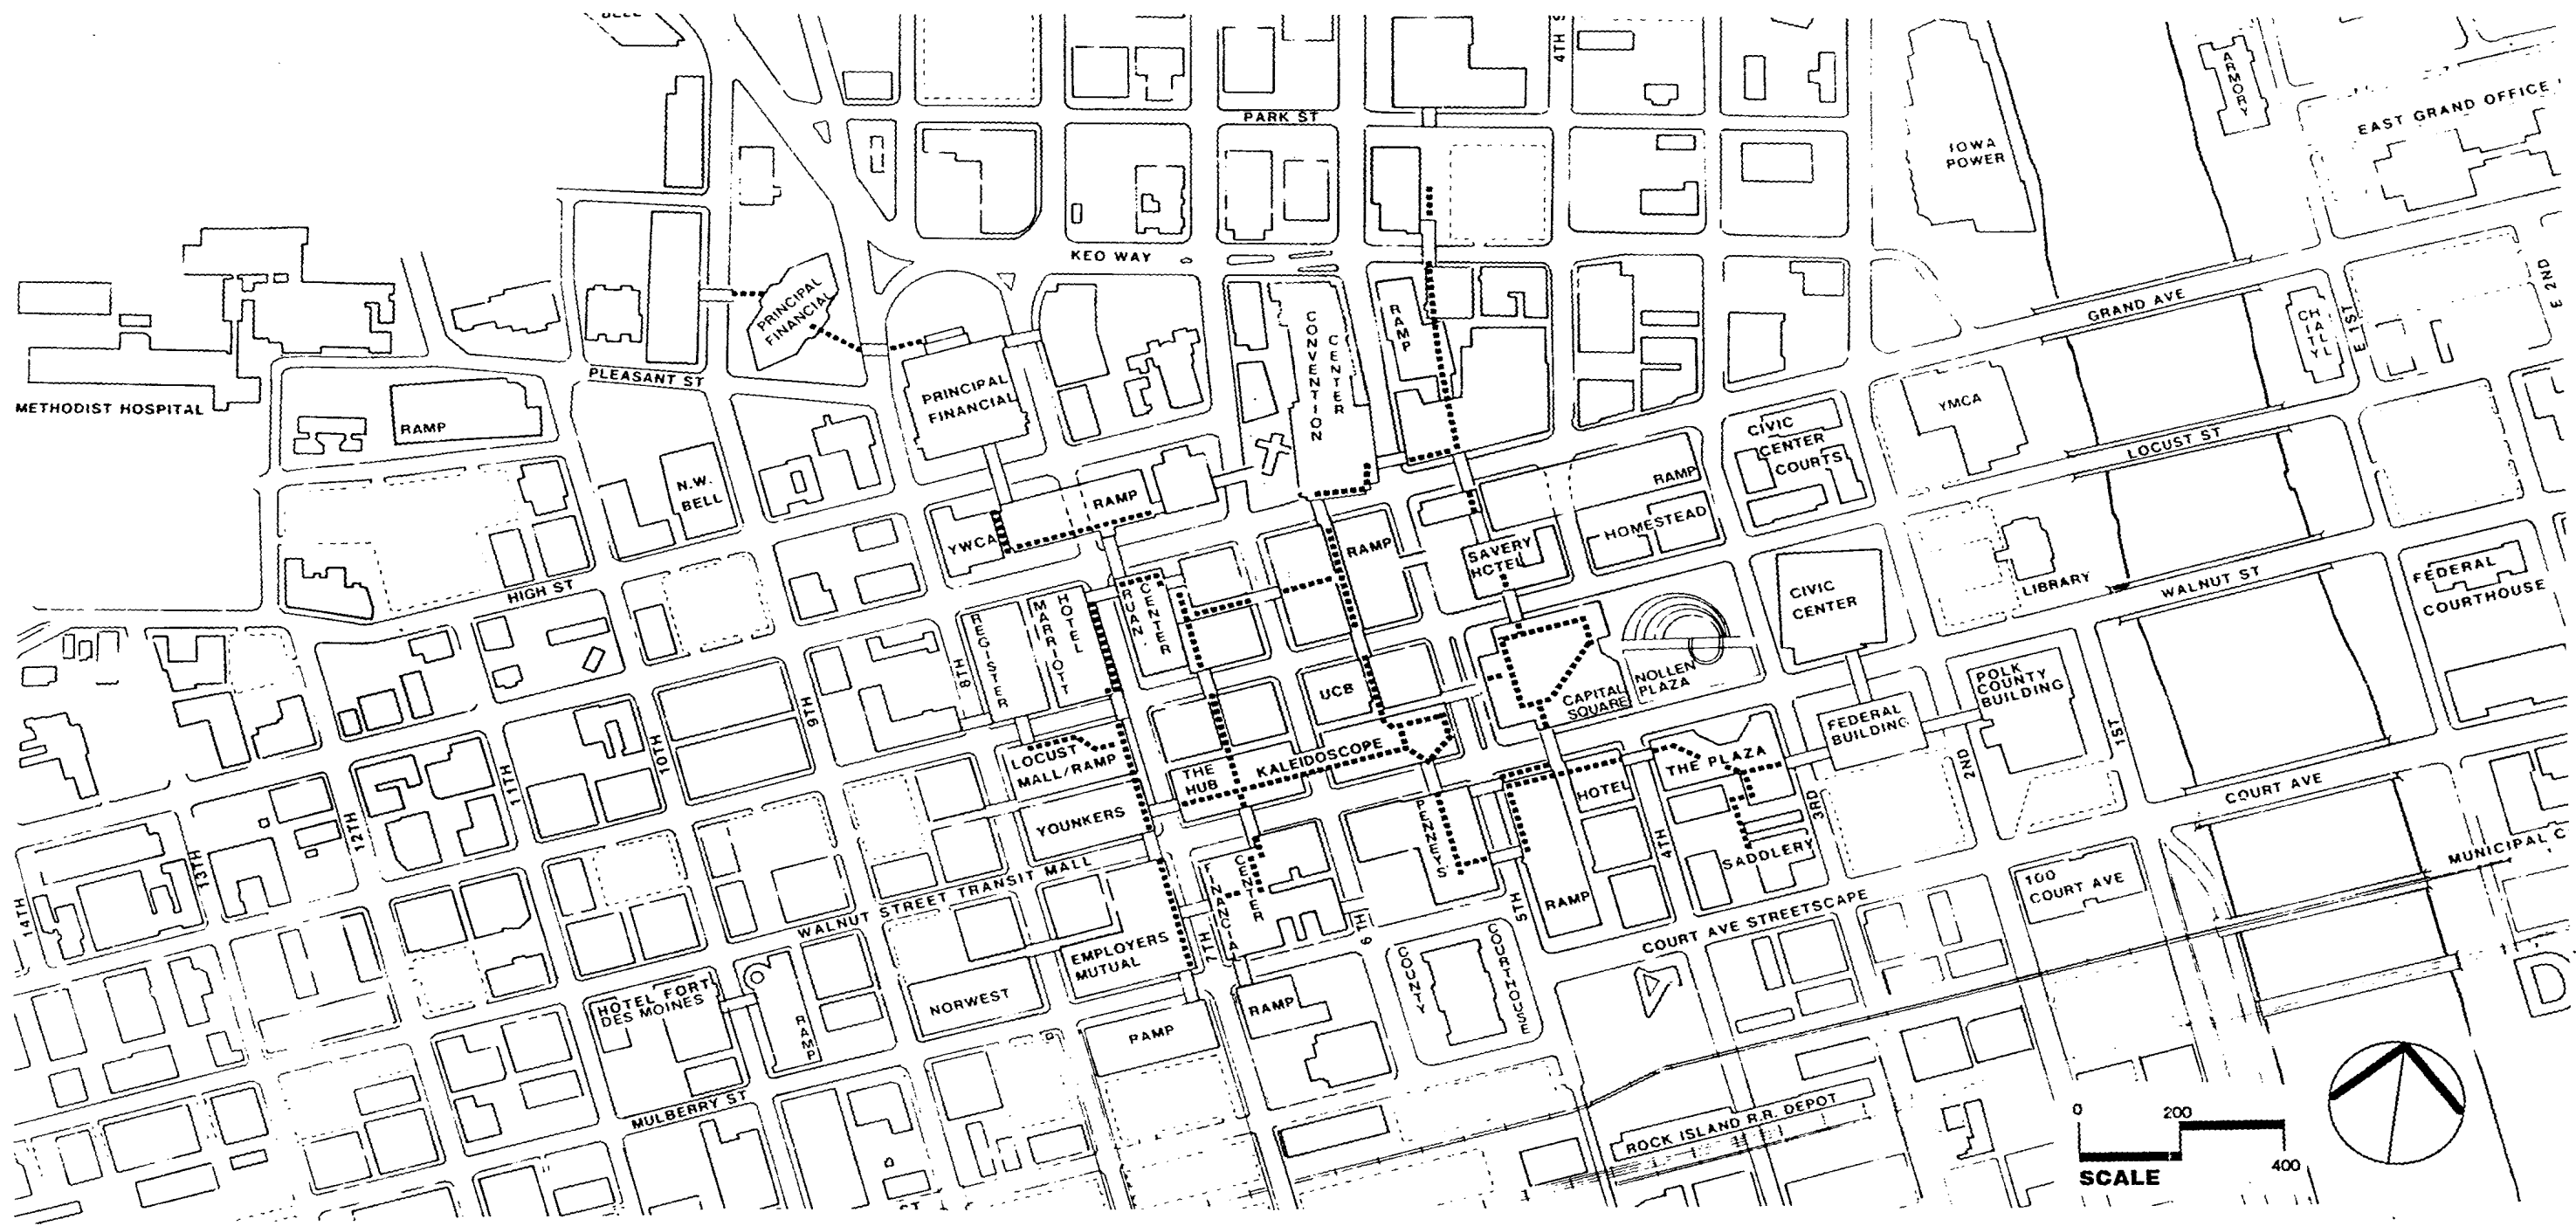 BELL
4TH S
ARMORY
EAST GRAND OFFICE
PARK ST
IOWA
POWER
KEO WAY
PRINCIPAL
FINANCIAL
GRAND AVE
E 2ND
CITY
HALL
E 1ST
CONVENTION
CENTER
RAMP
PLEASANT ST
PRINCIPAL
FINANCIAL
METHODIST HOSPITAL
RAMP
YMCA
CIVIC
CENTER
COURTS
LOCUST ST
N.W.
BELL
RAMP
RAMP
HOMESTEAD
YWCA
RAMP
SAVERY
HOTEL
HIGH ST
RUAN
CENTER
HOTEL
MARRIOTT
REGISTER
8TH
CIVIC
CENTER
LIBRARY
WALNUT ST
FEDERAL
COURTHOUSE
UCB
CAPITAL
SQUARE
NOLLEN
PLAZA
POLK
COUNTY
BUILDING
FEDERAL
BUILDING
1ST
2ND
9TH
10TH
11TH
12TH
13TH
14TH
LOCUST
MALL/RAMP
THE
HUB
KALEIDOSCOPE
THE PLAZA
HOTEL
YOUNKERS
PENNEYS
3RD
4TH
SADDLERY
COURT AVE
MUNICIPAL C
100
COURT AVE
WALNUT STREET TRANSIT MALL
FINANCIAL
CENTER
5TH
RAMP
COURT AVE STREETSCAPE
6TH
7TH
EMPLOYERS
MUTUAL
COUNTY
COURTHOUSE
HOTEL FORT
DES MOINES
RAMP
NORWEST
RAMP
RAMP
MULBERRY ST
ROCK ISLAND R.R. DEPOT
D
ST
0
200
400
SCALE